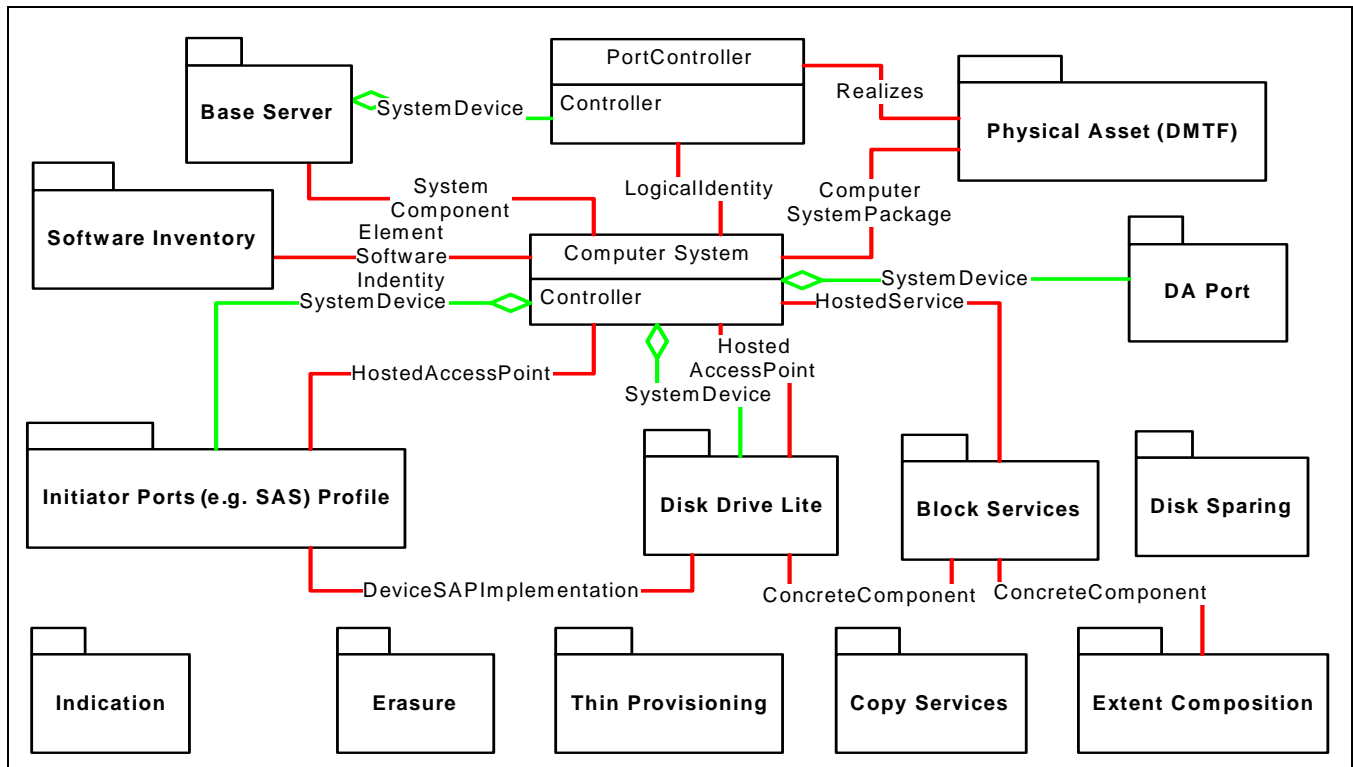 PortController
Controller
Base Server
SystemDevice
Realizes
Physical Asset (DMTF)
System
Component
LogicalIdentity
Computer
SystemPackage
Software Inventory
Element
Software
Indentity
Computer System
Controller
SystemDevice
DA Port
SystemDevice
HostedService
HostedAccessPoint
Hosted
AccessPoint
SystemDevice
Initiator Ports (e.g. SAS) Profile
Disk Drive Lite
Block Services
Disk Sparing
DeviceSAPImplementation
ConcreteComponent
ConcreteComponent
Indication
Erasure
Thin Provisioning
Copy Services
Extent Composition